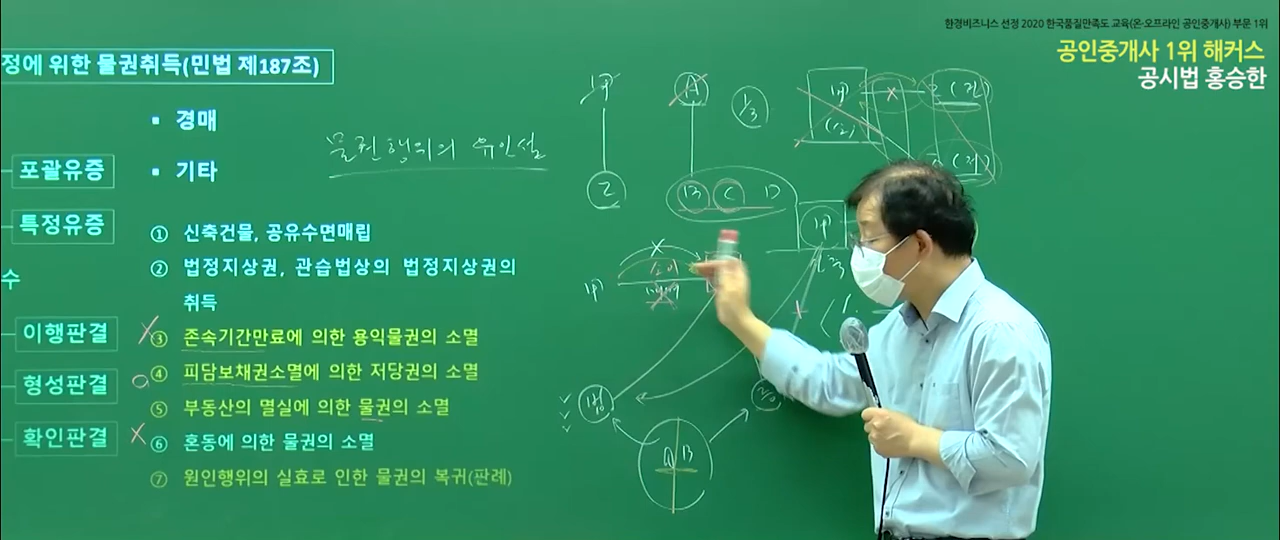 한경비즈니스 선정 2020 한국품질만족도 교육(온·오프라인 공인중개사) 부문 1위
공인중개사 1위 해커스
공시법 홍승한
정에 위한 물권취득(민법 제187조)
▪ 경매
포괄유증
▪ 기타
특정유증
① 신축건물, 공유수면매립
② 법정지상권, 관습법상의 법정지상권의
취득
수
이행판결
③ 존속기간만료에 의한 용익물권의 소멸
④ 피담보채권소멸에 의한 저당권의 소멸
형성판결
⑤ 부동산의 멸실에 의한 물권의 소멸
확인판결
⑥ 혼동에 의한 물권의 소멸
⑦ 원인행위의 실효로 인한 물권의 복귀(판례)
물권행위의 유인설
甲
乙
A
B C D
1/3
甲
甲
A B